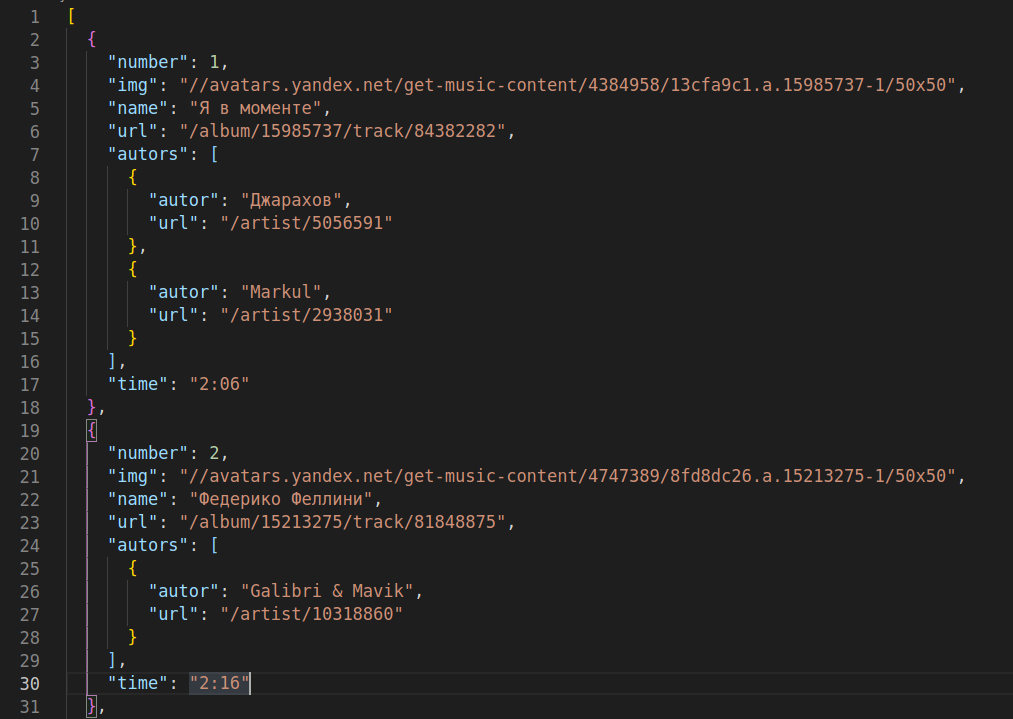 1 [
2 {
3 "number": 1,
4 "img": "//avatars.yandex.net/get-music-content/4384958/13cfa9c1.a.15985737-1/50x50",
5 "name": "Я в моменте",
6 "url": "/album/15985737/track/84382282",
7 "autors": [
8 {
9 "autor": "Джарахов",
10 "url": "/artist/5056591"
11 },
12 {
13 "autor": "Markul",
14 "url": "/artist/2938031"
15 }
16 ],
17 "time": "2:06"
18 },
19 {
20 "number": 2,
21 "img": "//avatars.yandex.net/get-music-content/4747389/8fd8dc26.a.15213275-1/50x50",
22 "name": "Федерико Феллини",
23 "url": "/album/15213275/track/81848875",
24 "autors": [
25 {
26 "autor": "Galibri & Mavik",
27 "url": "/artist/10318860"
28 }
29 ],
30 "time": "2:16"
31 },